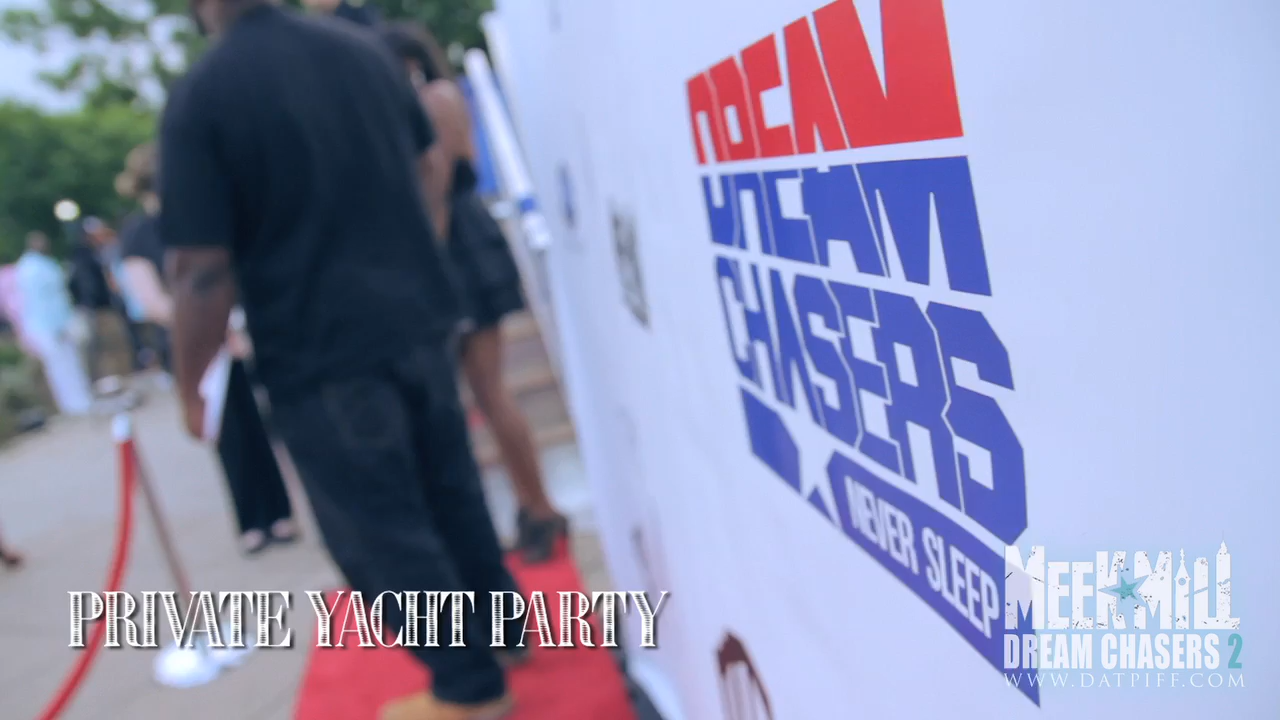 DREAM
DREAM
CHASERS
NEVER SLEEP
PRIVATE YACHT PARTY
MEEK MILL
DREAM CHASERS 2
WWW.DATPIFF.COM